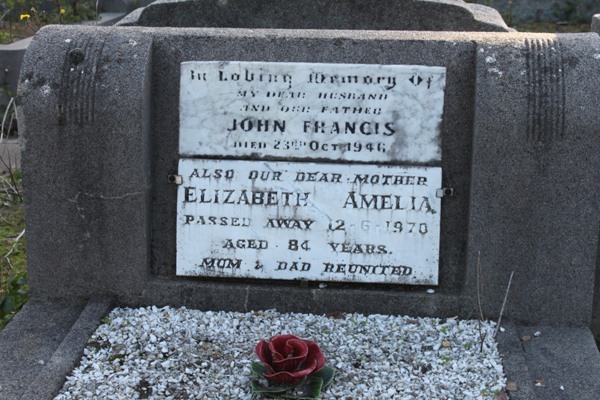 In Loving Memory Of
MY DEAR HUSBAND
AND OUR FATHER
JOHN FRANCIS
DIED 23RD OCT 1946
ALSO OUR DEAR MOTHER
ELIZABETH AMELIA
PASSED AWAY 12-6-1970
AGED 84 YEARS.
MUM & DAD REUNITED